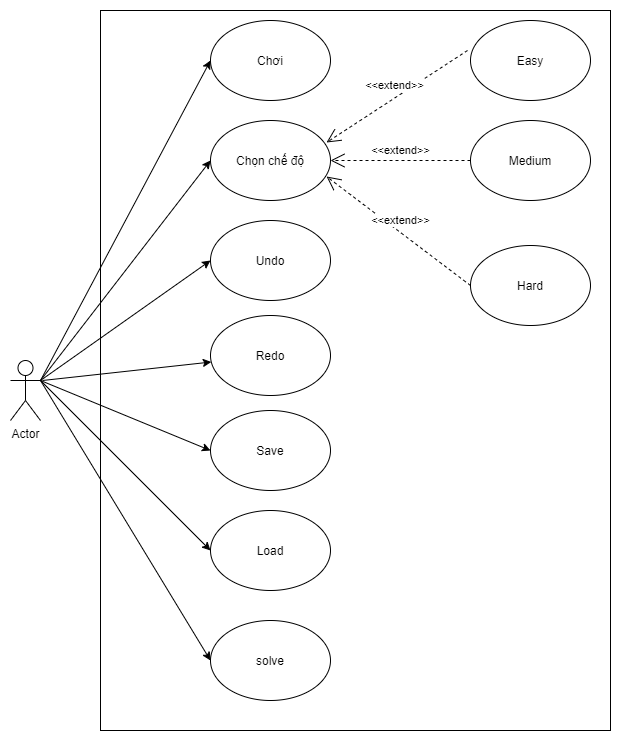 Chơi
Easy
<<extend>>
Chọn chế độ
<<extend>>
Medium
<<extend>>
Undo
Hard
Redo
Actor
Save
Load
solve